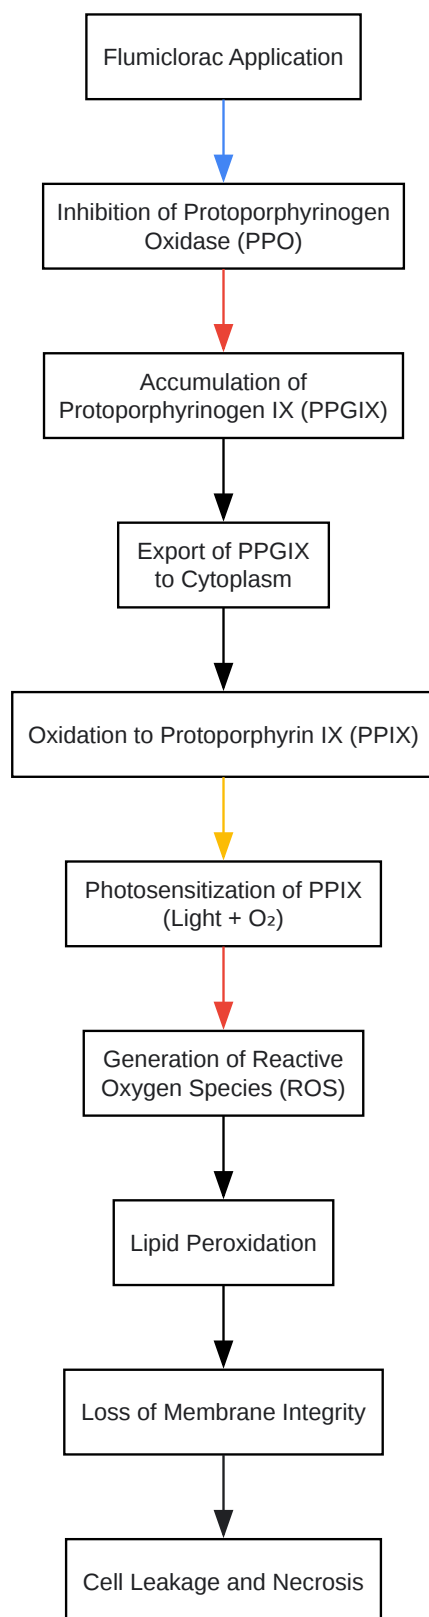 Flumiclorac Application
Inhibition of Protoporphyrinogen
Oxidase (PPO)
Accumulation of
Protoporphyrinogen IX (PPGIX)
Export of PPGIX
to Cytoplasm
Oxidation to Protoporphyrin IX (PPIX)
Photosensitization of PPIX
(Light + O₂)
Generation of Reactive
Oxygen Species (ROS)
Lipid Peroxidation
Loss of Membrane Integrity
Cell Leakage and Necrosis